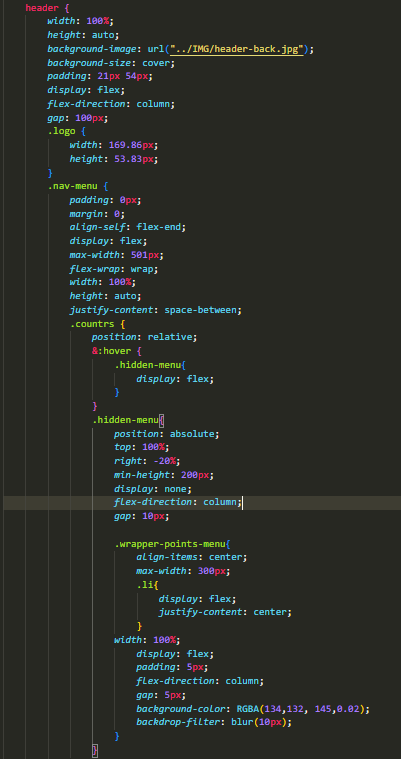 header {
width: 100%;
height: auto;
background-image: url("../IMG/header-back.jpg");
background-size: cover;
padding: 21px 54px;
display: flex;
flex-direction: column;
gap: 100px;
.logo {
width: 169.86px;
height: 53.83px;
}
.nav-menu {
padding: 0px;
margin: 0;
align-self: flex-end;
display: flex;
max-width: 501px;
flex-wrap: wrap;
width: 100%;
height: auto;
justify-content: space-between;
.countrs {
position: relative;
&:hover {
.hidden-menu{
display: flex;
}
}
.hidden-menu{
position: absolute;
top: 100%;
right: -20%;
min-height: 200px;
display: none;
flex-direction: column;
gap: 10px;
.wrapper-points-menu{
align-items: center;
max-width: 300px;
.li{
display: flex;
justify-content: center;
}
width: 100%;
display: flex;
padding: 5px;
flex-direction: column;
gap: 5px;
background-color: RGBA(134,132, 145,0.02);
backdrop-filter: blur(10px);
}
}